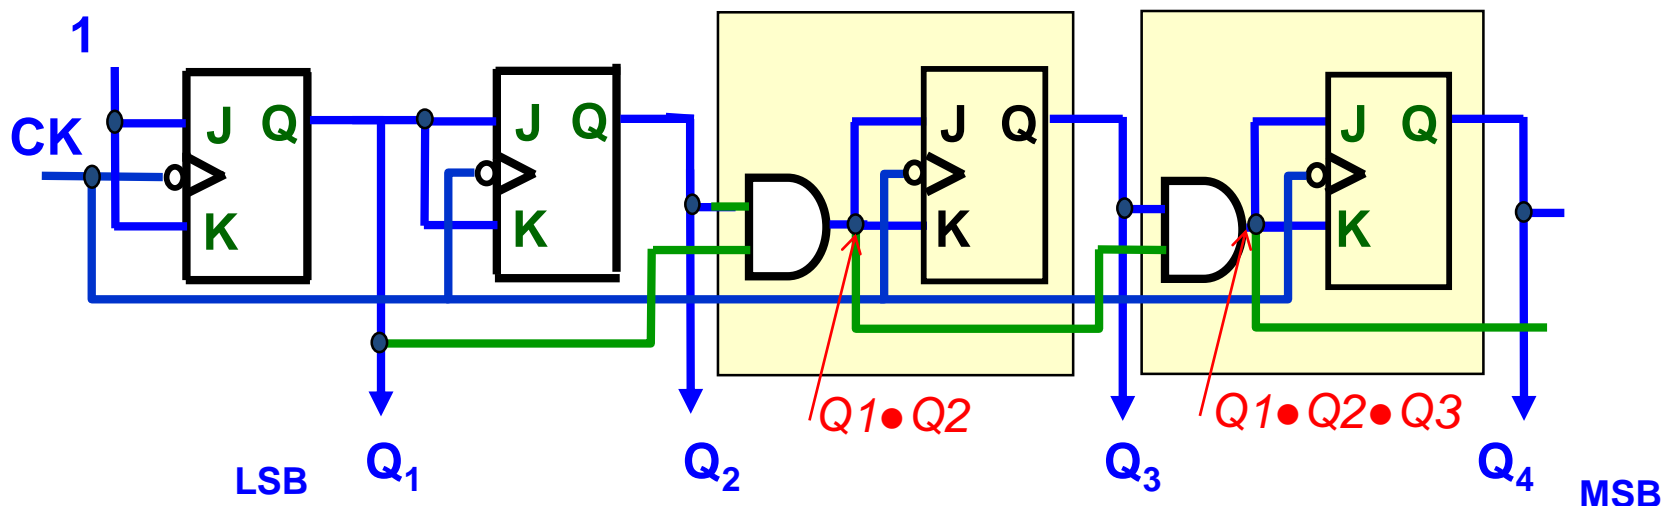 1
CK
J Q
K
J Q
K
J Q
K
J Q
K
Q1●Q2
Q1●Q2●Q3
LSB
Q₁
Q₂
Q₃
Q₄
MSB